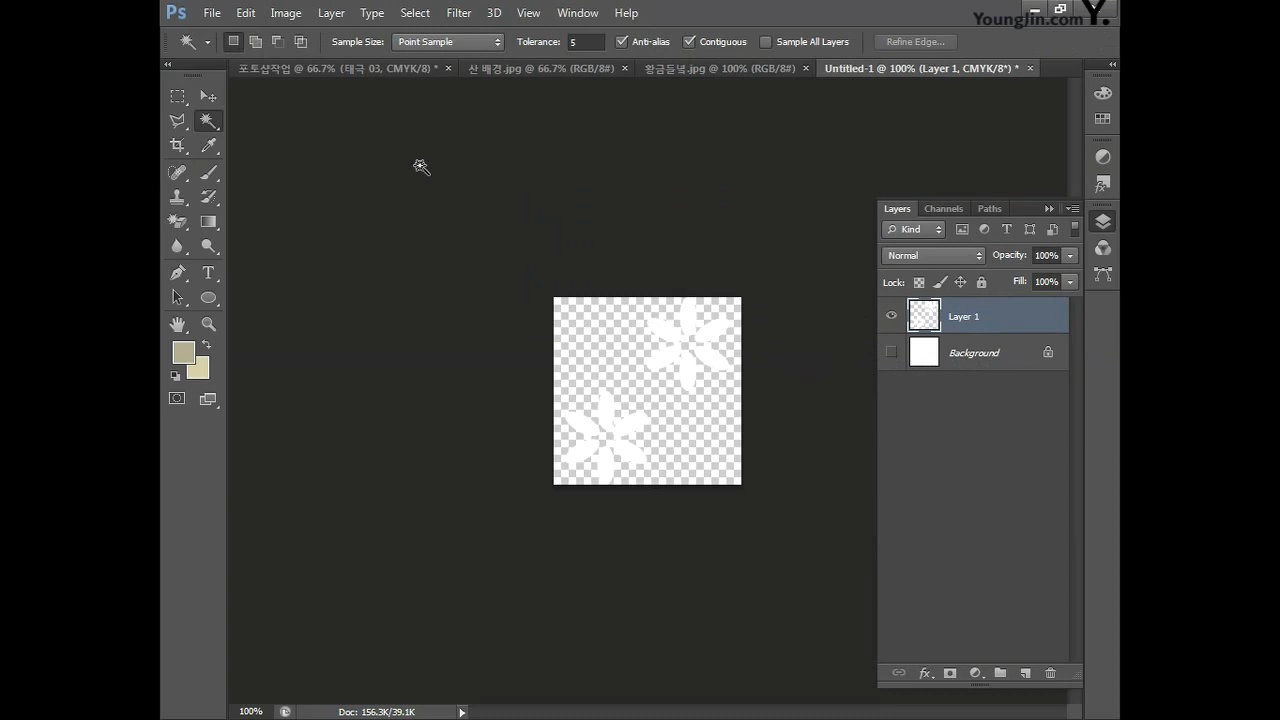 Ps File Edit Image Layer Type Select Filter 3D View Window Help
YoungJin.com Y.
Sample Size: Point Sample Tolerance: 5 Anti-alias Contiguous Sample All Layers Refine Edge...
포토샵작업 @ 66.7% (태극 03, CMYK/8) * × 산 배경.jpg @ 66.7% (RGB/8#) × 황금들녘.jpg @ 100% (RGB/8#) × Untitled-1 @ 100% (Layer 1, CMYK/8*) * ×
Layers Channels Paths
Kind
Normal Opacity: 100%
Lock: Fill: 100%
Layer 1
Background
100% Doc: 156.3K/39.1K